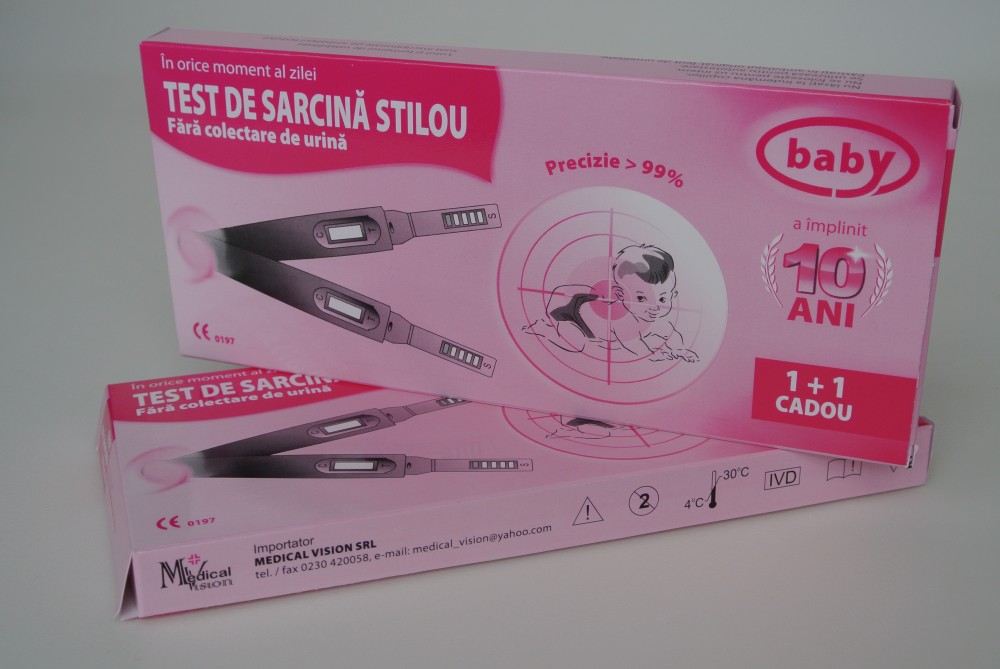 În orice moment al zilei
TEST DE SARCINĂ STILOU
Fără colectare de urină
Precizie > 99%
baby
a împlinit
10
ANI
1 + 1
CADOU
C
T
S
C
T
S
CE 0197
În orice moment al zilei
TEST DE SARCINĂ
Fără colectare de urină
C
T
C
T
S
CE 0197
Medical
Vision
Importator
MEDICAL VISION SRL
tel. / fax 0230 420058, e-mail: medical_vision@yahoo.com
!
2
4°C
30°C
IVD
!